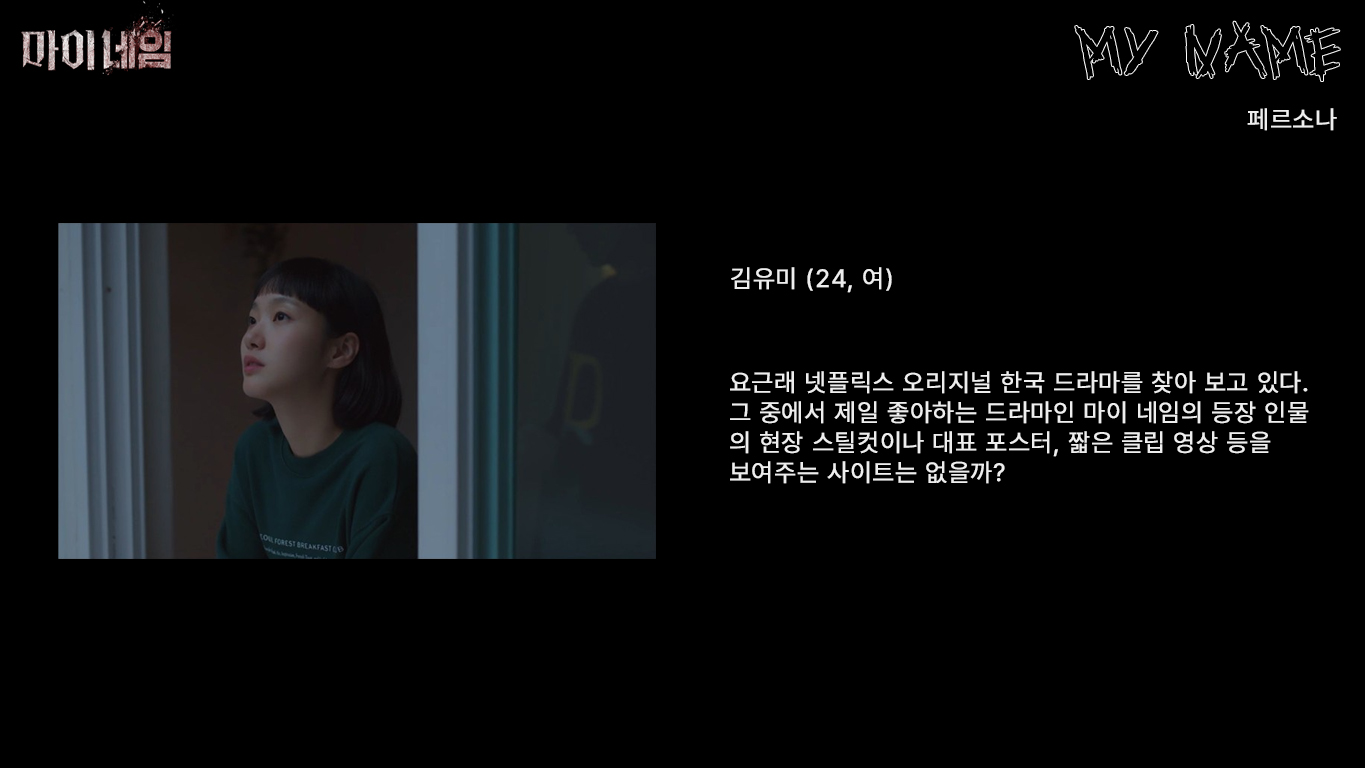 마이 네임
MY NAME
페르소나
김유미 (24, 여)
요근래 넷플릭스 오리지널 한국 드라마를 찾아 보고 있다.
그 중에서 제일 좋아하는 드라마인 마이 네임의 등장 인물
의 현장 스틸컷이나 대표 포스터, 짧은 클립 영상 등을
보여주는 사이트는 없을까?
FOREST BREAKFAST